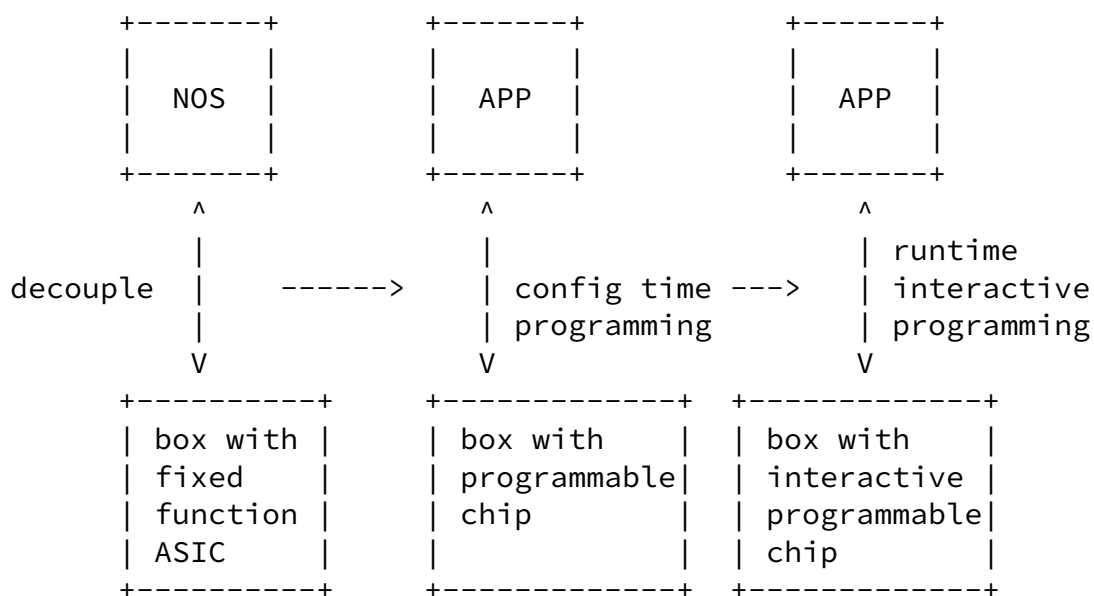 +-------+         +-------+              +-------+
|       |         |       |              |       |
|  NOS  |         |  APP  |              |  APP  |
|       |         |       |              |       |
+-------+         +-------+              +-------+
^                ^                    ^
|                |                    | runtime
decouple  |    ------>     | config time --->   | interactive
|                | programming        | programming
V                V                    V
+----------+      +-------------+  +-------------+
| box with |      | box with    |  | box with    |
| fixed    |      | programmable|  | interactive |
| function |      | chip        |  | programmable|
| ASIC     |      |             |  | chip        |
+----------+      +-------------+  +-------------+